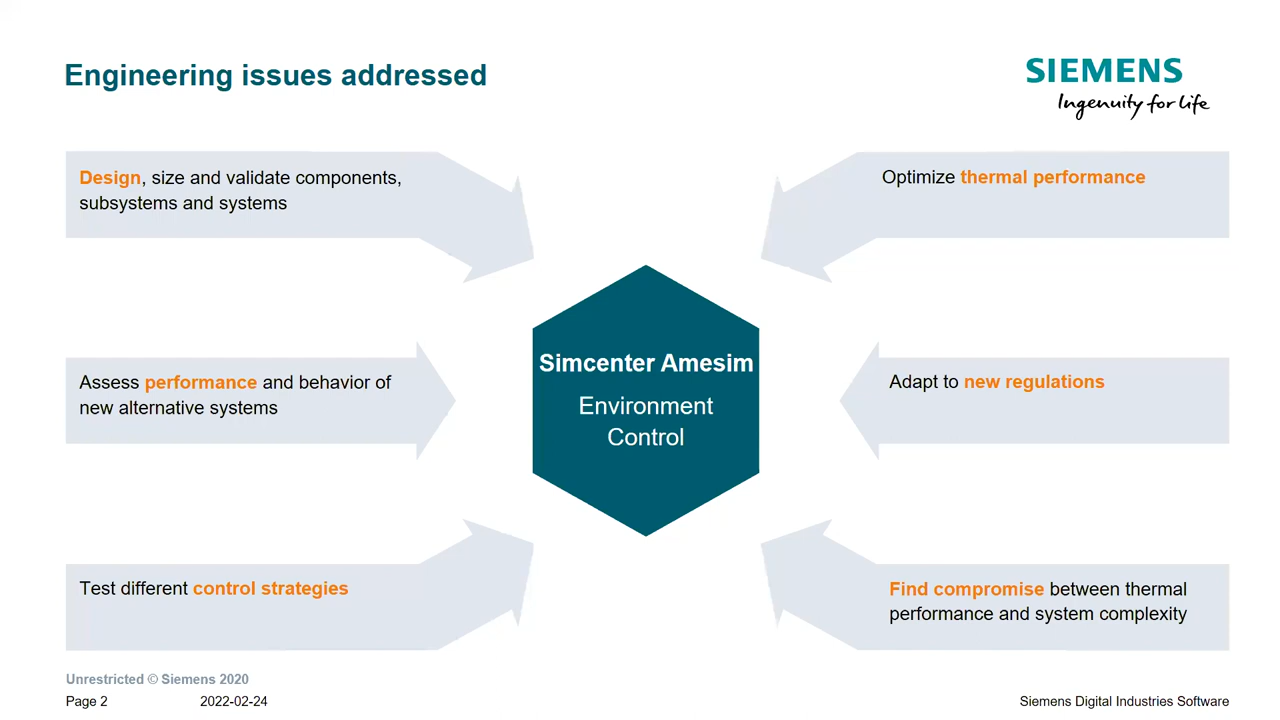 Engineering issues addressed
SIEMENS
Ingenuity for life
Design, size and validate components,
subsystems and systems
Optimize thermal performance
Simcenter Amesim
Environment
Control
Assess performance and behavior of
new alternative systems
Adapt to new regulations
Test different control strategies
Find compromise between thermal
performance and system complexity
Unrestricted © Siemens 2020
Page 2
2022-02-24
Siemens Digital Industries Software